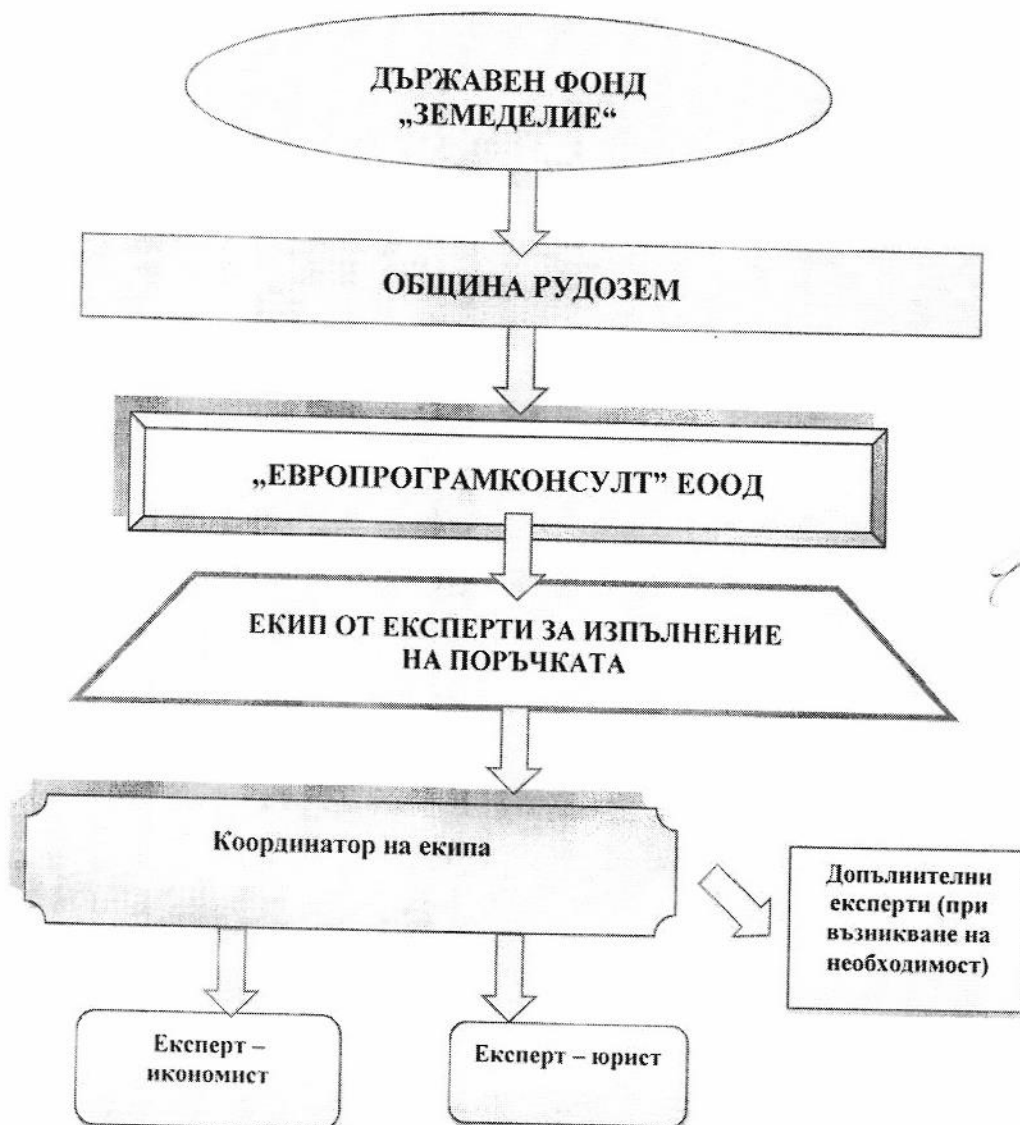 ДЪРЖАВЕН ФОНД
„ЗЕМЕДЕЛИЕ“
ОБЩИНА РУДОЗЕМ
„ЕВРОПРОГРАМКОНСУЛТ” ЕООД
ЕКИП ОТ ЕКСПЕРТИ ЗА ИЗПЪЛНЕНИЕ
НА ПОРЪЧКАТА
Координатор на екипа
Допълнителни
експерти (при
възникване на
необходимост)
Експерт –
икономист
Експерт – юрист